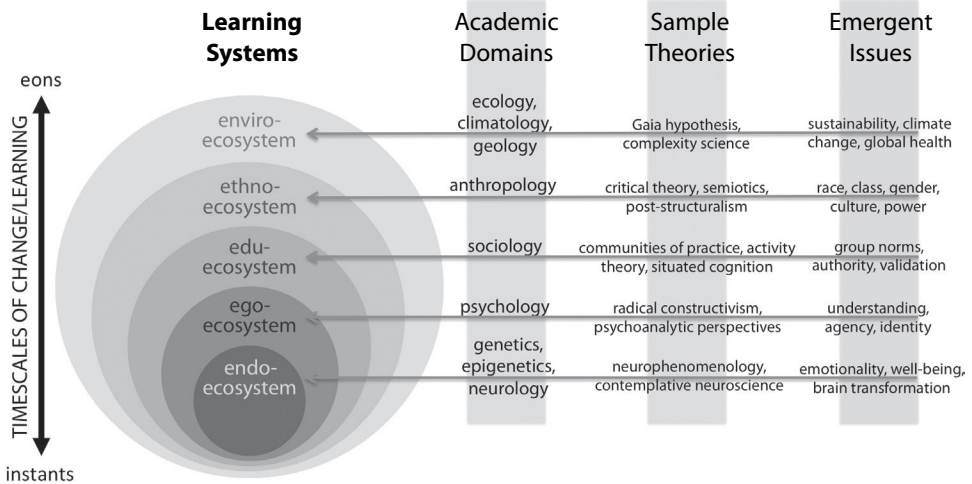 Learning
Systems
Academic
Domains
Sample
Theories
Emergent
Issues
eons
TIMESCALES OF CHANGE/LEARNING
instants
enviro-
ecosystem
ecology,
climatology,
geology
Gaia hypothesis,
complexity science
sustainability, climate
change, global health
ethno-
ecosystem
anthropology
critical theory, semiotics,
post-structuralism
race, class, gender,
culture, power
edu-
ecosystem
sociology
communities of practice, activity
theory, situated cognition
group norms,
authority, validation
ego-
ecosystem
psychology
radical constructivism,
psychoanalytic perspectives
understanding,
agency, identity
endo-
ecosystem
genetics,
epigenetics,
neurology
neurophenomenology,
contemplative neuroscience
emotionality, well-being,
brain transformation